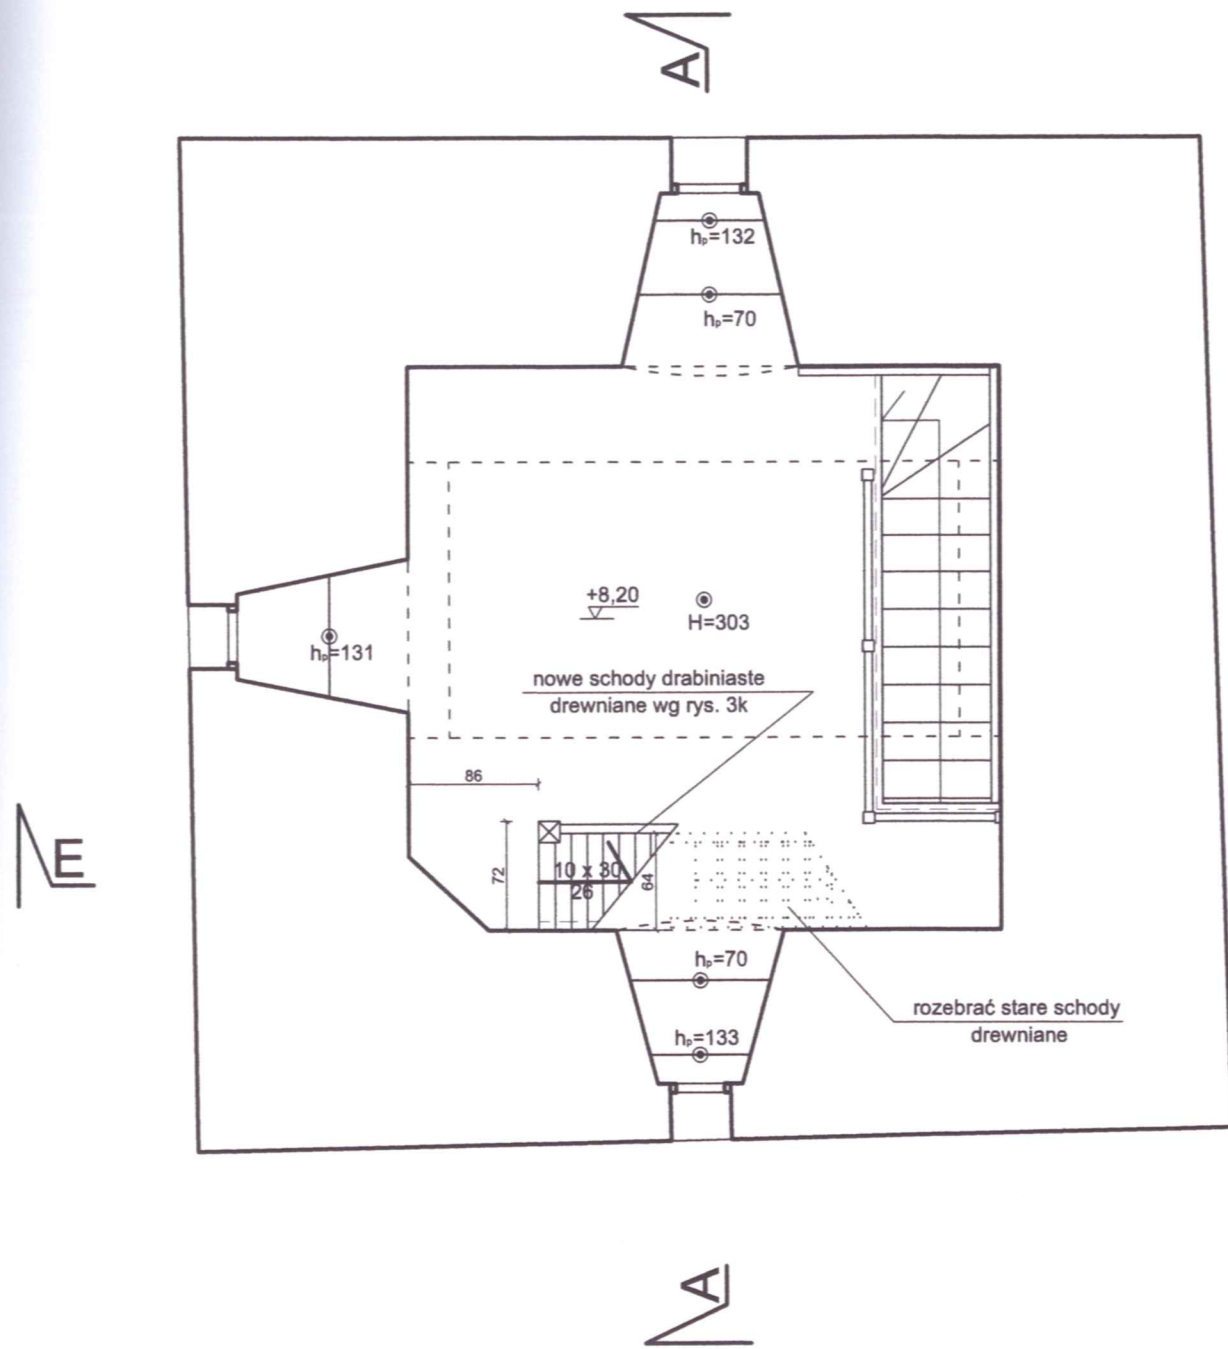 A
hₚ=132
hₚ=70
+8,20
H=303
hₚ=131
nowe schody drabiniaste
drewniane wg rys. 3k
86
E
72
10 x 30
26
64
hₚ=70
rozebrać stare schody
drewniane
hₚ=133
A